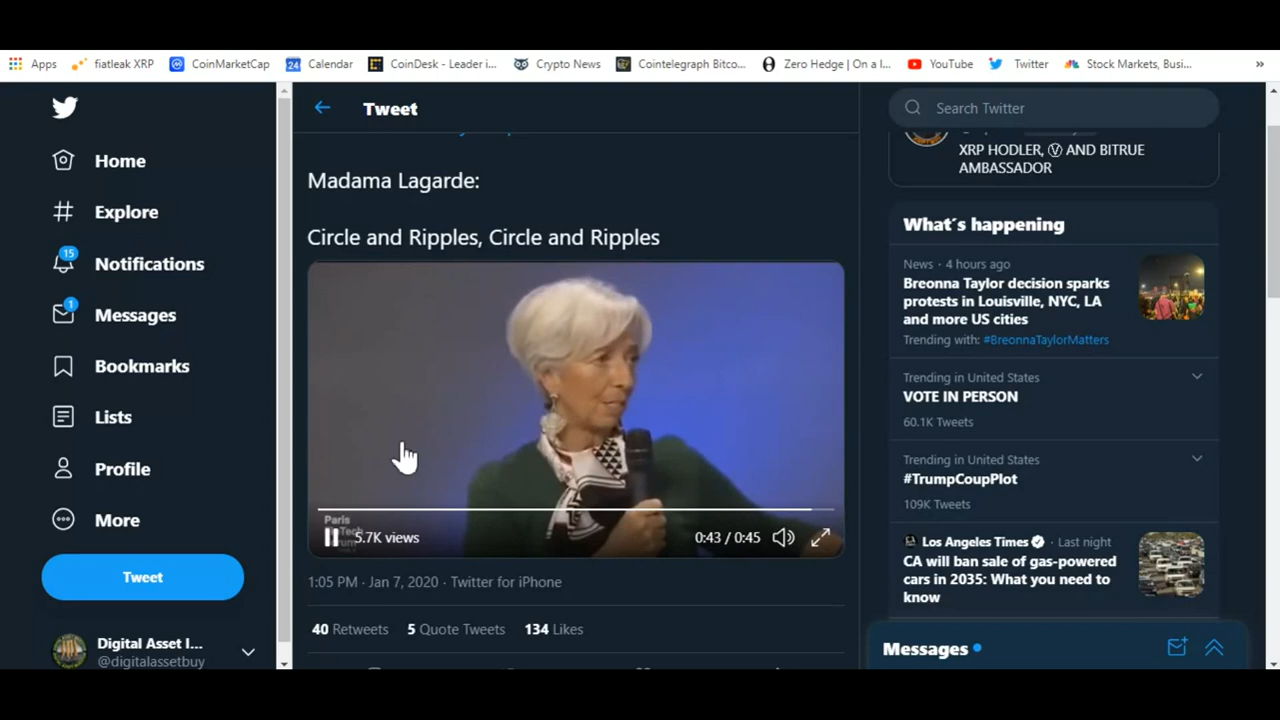 Apps
fiatleak XRP
CoinMarketCap
24
Calendar
CoinDesk - Leader i...
Crypto News
Cointelegraph Bitco...
Zero Hedge | On a l...
YouTube
Twitter
Stock Markets, Busi...
»
Home
Explore
15
Notifications
1
Messages
Bookmarks
Lists
Profile
More
Tweet
Digital Asset I...
@digitalassetbuy
Tweet
Madama Lagarde:
Circle and Ripples, Circle and Ripples
Paris
5.7K views
0:43 / 0:45
1:05 PM · Jan 7, 2020 · Twitter for iPhone
40 Retweets 5 Quote Tweets 134 Likes
Search Twitter
XRP HODLER, Ⓥ AND BITRUE
AMBASSADOR
What´s happening
News · 4 hours ago
Breonna Taylor decision sparks
protests in Louisville, NYC, LA
and more US cities
Trending with: #BreonnaTaylorMatters
Trending in United States
VOTE IN PERSON
60.1K Tweets
Trending in United States
#TrumpCoupPlot
109K Tweets
Los Angeles Times · Last night
CA will ban sale of gas-powered
cars in 2035: What you need to
know
Messages